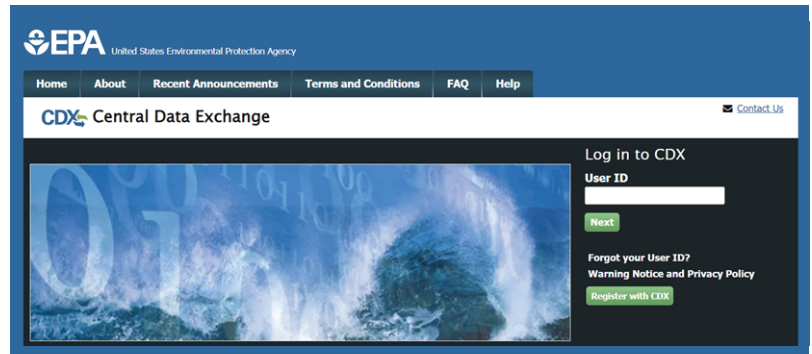 EPA United States Environmental Protection Agency
Home About Recent Announcements Terms and Conditions FAQ Help
CDX Central Data Exchange
Contact Us
Log in to CDX
User ID
Next
Forgot your User ID?
Warning Notice and Privacy Policy
Register with CDX